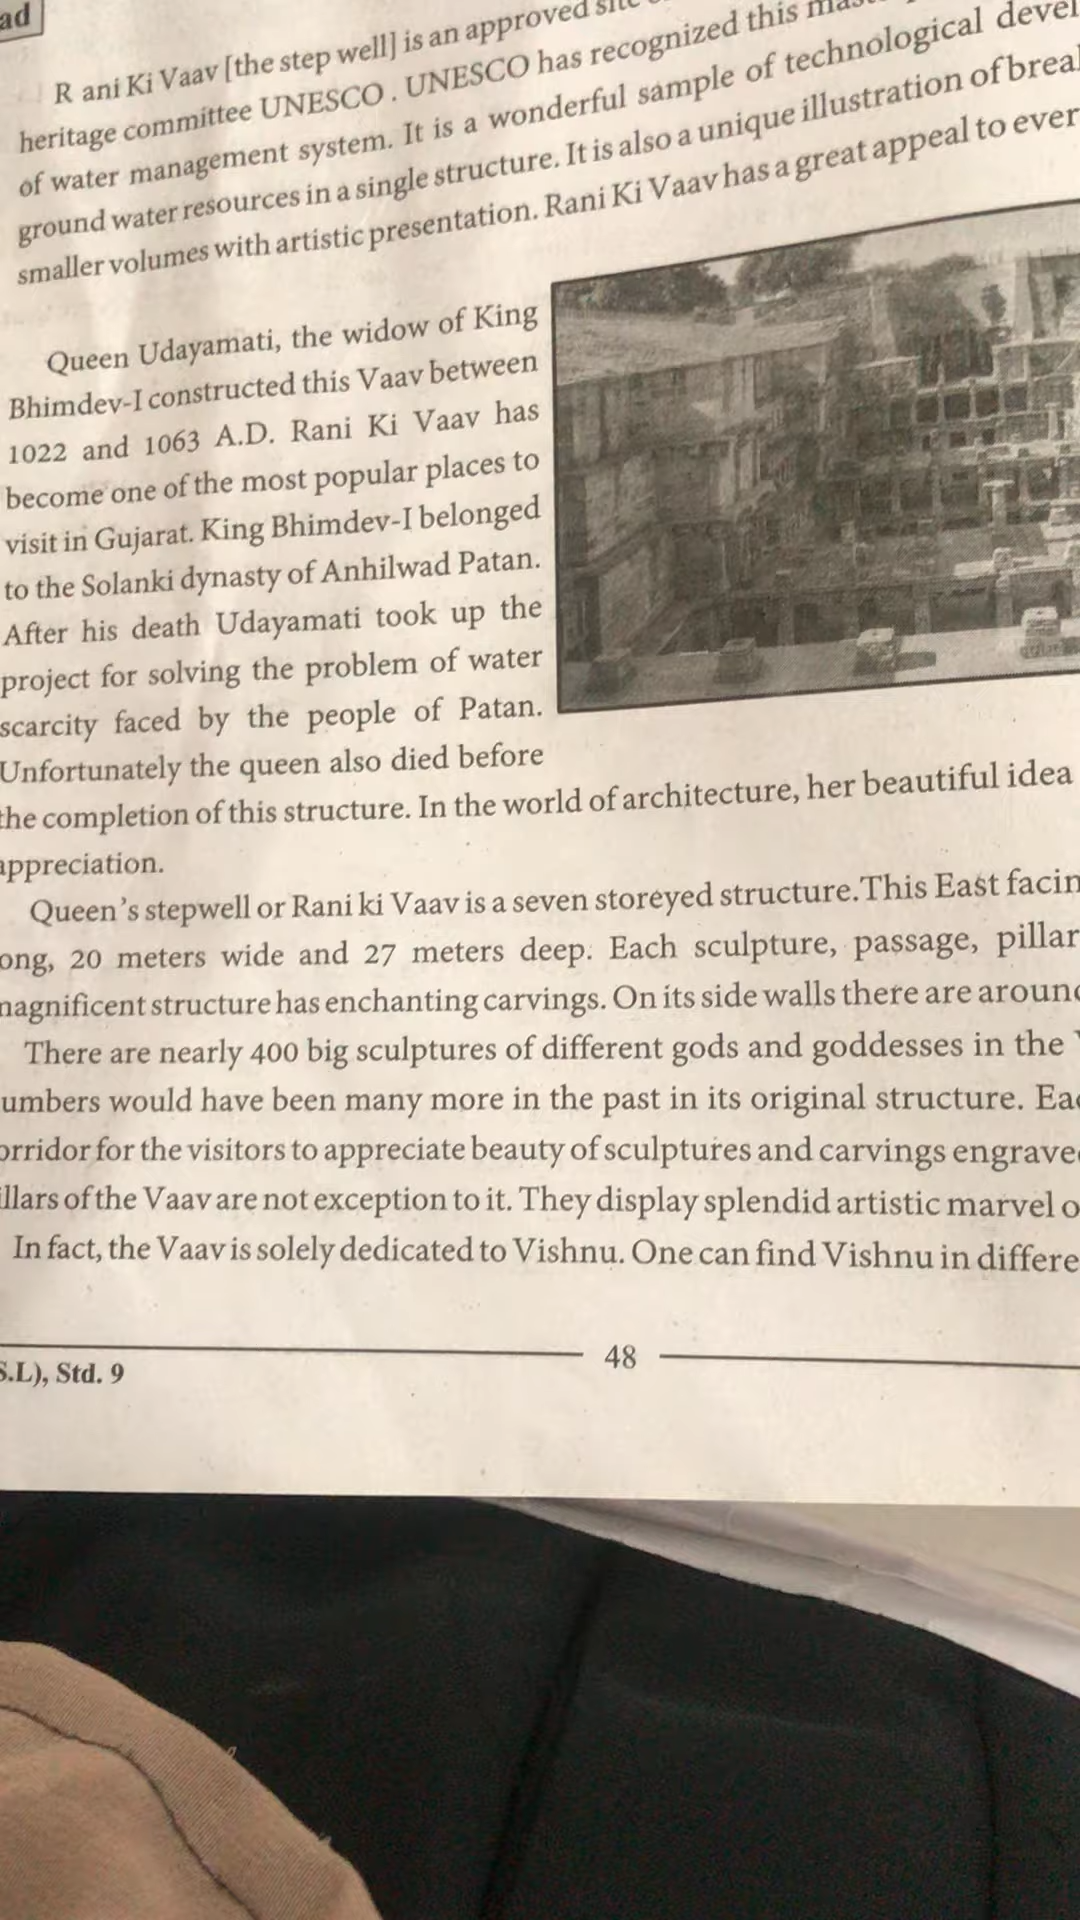 ad
R ani Ki Vaav [the step well] is an approved site
heritage committee UNESCO . UNESCO has recognized this
of water management system. It is a wonderful sample of technological devel
ground water resources in a single structure. It is also a unique illustration of break
smaller volumes with artistic presentation. Rani Ki Vaav has a great appeal to ever
Queen Udayamati, the widow of King
Bhimdev-I constructed this Vaav between
1022 and 1063 A.D. Rani Ki Vaav has
become one of the most popular places to
visit in Gujarat. King Bhimdev-I belonged
to the Solanki dynasty of Anhilwad Patan.
After his death Udayamati took up the
project for solving the problem of water
scarcity faced by the people of Patan.
Unfortunately the queen also died before
the completion of this structure. In the world of architecture, her beautiful idea
appreciation.
Queen's stepwell or Rani ki Vaav is a seven storeyed structure. This East facin
ong, 20 meters wide and 27 meters deep. Each sculpture, passage, pillar
magnificent structure has enchanting carvings. On its side walls there are around
There are nearly 400 big sculptures of different gods and goddesses in the
umbers would have been many more in the past in its original structure. Eac
orridor for the visitors to appreciate beauty of sculptures and carvings engrave
illars of the Vaav are not exception to it. They display splendid artistic marvel o
In fact, the Vaav is solely dedicated to Vishnu. One can find Vishnu in differe
48
S.L), Std. 9